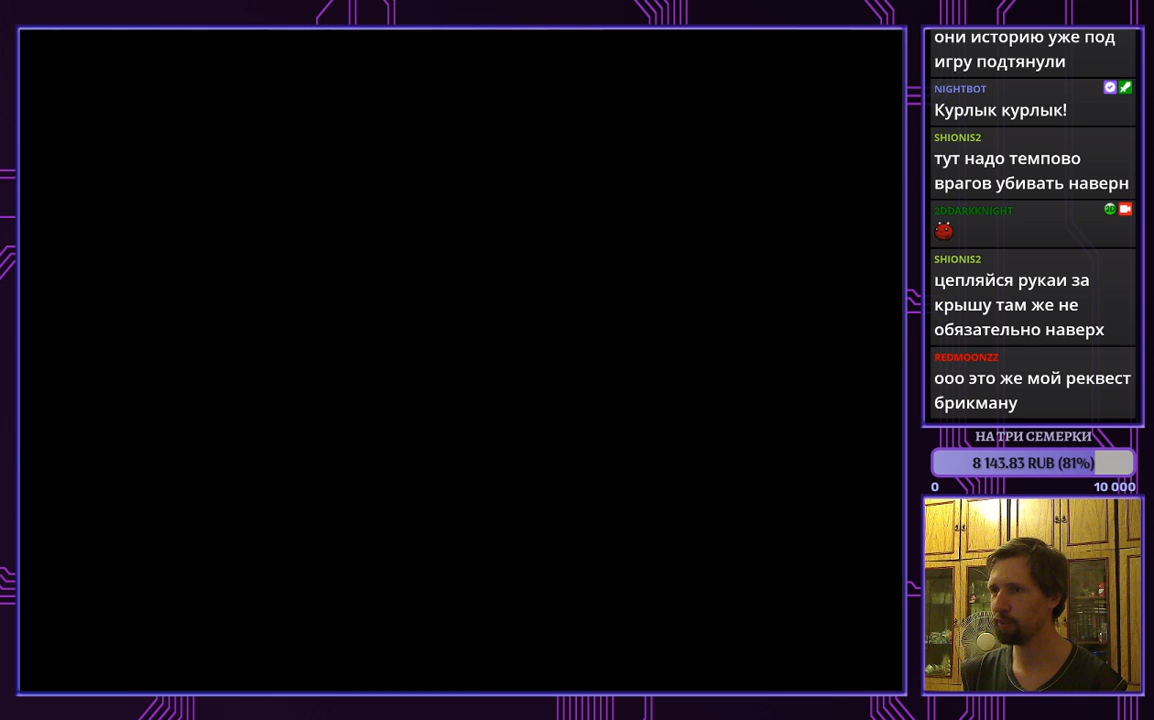 они историю уже под
игру подтянули
NIGHTBOT
Курлык курлык!
SHIONIS2
тут надо темпово
врагов убивать наверн
2DDARKKNIGHT
2D
SHIONIS2
цепляйся рукаи за
крышу там же не
обязательно наверх
REDMOONZZ
ооо это же мой реквест
брикману
НА ТРИ СЕМЕРКИ
8 143.83 RUB (81%)
0
10 000